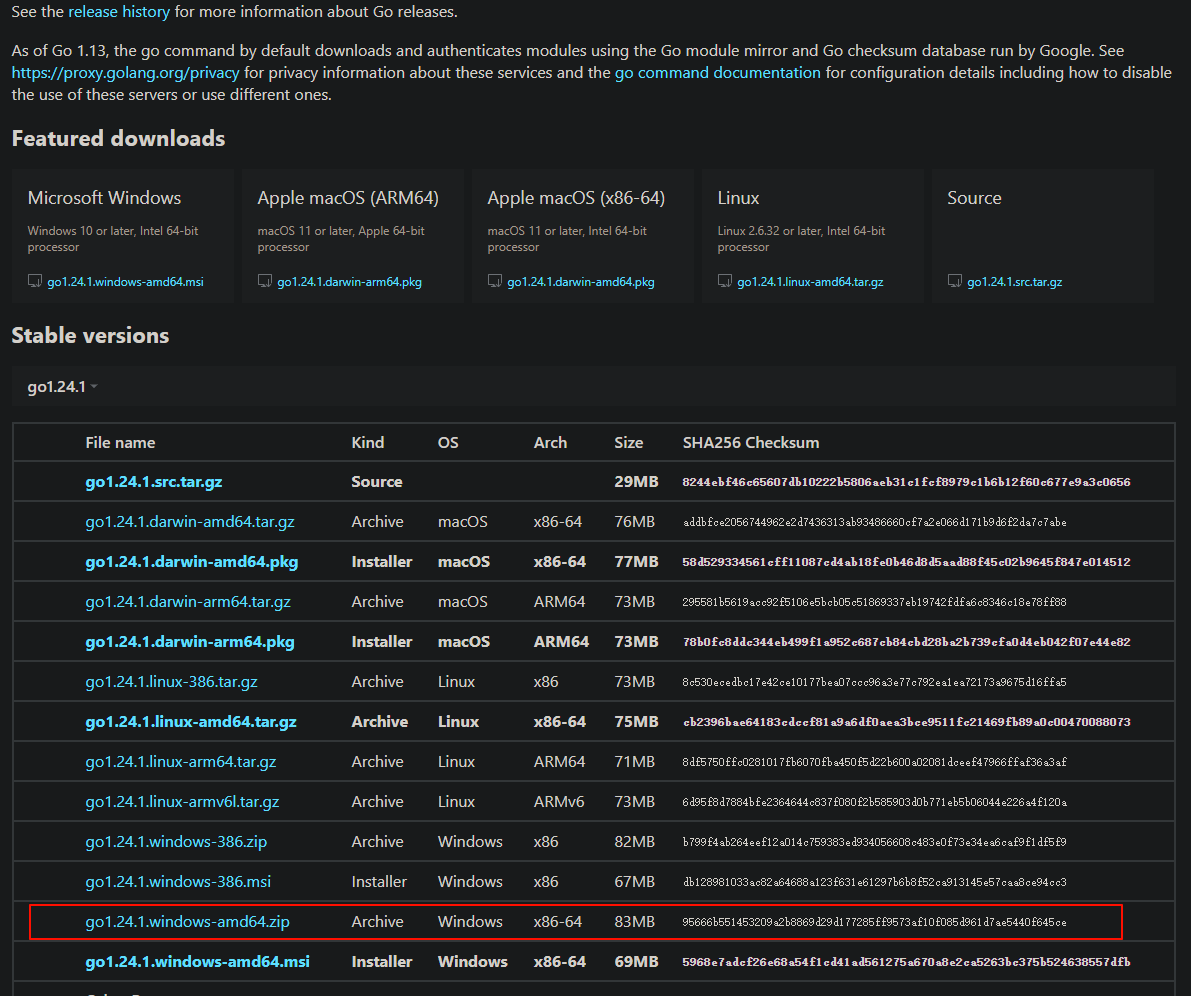 See the release history for more information about Go releases.
As of Go 1.13, the go command by default downloads and authenticates modules using the Go module mirror and Go checksum database run by Google. See
https://proxy.golang.org/privacy for privacy information about these services and the go command documentation for configuration details including how to disable
the use of these servers or use different ones.
Featured downloads
Microsoft Windows
Windows 10 or later, Intel 64-bit
processor
go1.24.1.windows-amd64.msi
Apple macOS (ARM64)
macOS 11 or later, Apple 64-bit
processor
go1.24.1.darwin-arm64.pkg
Apple macOS (x86-64)
macOS 11 or later, Intel 64-bit
processor
go1.24.1.darwin-amd64.pkg
Linux
Linux 2.6.32 or later, Intel 64-bit
processor
go1.24.1.linux-amd64.tar.gz
Source
go1.24.1.src.tar.gz
Stable versions
go1.24.1
File name Kind OS Arch Size SHA256 Checksum
go1.24.1.src.tar.gz Source 29MB 8244ebf46c65607db10222b5806aeb31c1fcf8979c1b6b12f60c677e9a3c0656
go1.24.1.darwin-amd64.tar.gz Archive macOS x86-64 76MB addbfce2056744962e2d7436313ab93486660cf7a2e066d171b9d6f2da7c7abe
go1.24.1.darwin-amd64.pkg Installer macOS x86-64 77MB 58d529334561cff11087cd4ab18fe0b46d8d5aad88f45c02b9645f847e014512
go1.24.1.darwin-arm64.tar.gz Archive macOS ARM64 73MB 295581b5619acc92f5106e5bcb05c51869337eb19742fdfa6c8346c18e78ff88
go1.24.1.darwin-arm64.pkg Installer macOS ARM64 73MB 78b0fc8ddc344eb499f1a952c687cb84cbd28ba2b739cfa0d4eb042f07e44e82
go1.24.1.linux-386.tar.gz Archive Linux x86 73MB 8c530ecedbc17e42ce10177bea07ccc96a3e77c792ea1ea72173a9675d16ffa5
go1.24.1.linux-amd64.tar.gz Archive Linux x86-64 75MB cb2396bae64183cdccf81a9a6df0aea3bce9511fc21469fb89a0c00470088073
go1.24.1.linux-arm64.tar.gz Archive Linux ARM64 71MB 8df5750ffc0281017fb6070fba450f5d22b600a02081dceef47966ffaf36a3af
go1.24.1.linux-armv6l.tar.gz Archive Linux ARMv6 73MB 6d95f8d7884bfe2364644c837f080f2b585903d0b771eb5b06044e226a4f120a
go1.24.1.windows-386.zip Archive Windows x86 82MB b799f4ab264eef12a014c759383ed934056608c483e0f73e34ea6caf9f1df5f9
go1.24.1.windows-386.msi Installer Windows x86 67MB db128981033ac82a64688a123f631e61297b6b8f52ca913145e57caa8ce94cc3
go1.24.1.windows-amd64.zip Archive Windows x86-64 83MB 95666b551453209a2b8869d29d177285ff9573af10f085d961d7ae5440f645ce
go1.24.1.windows-amd64.msi Installer Windows x86-64 69MB 5968e7adcf26e68a54f1cd41ad561275a670a8e2ca5263bc375b524638557dfb